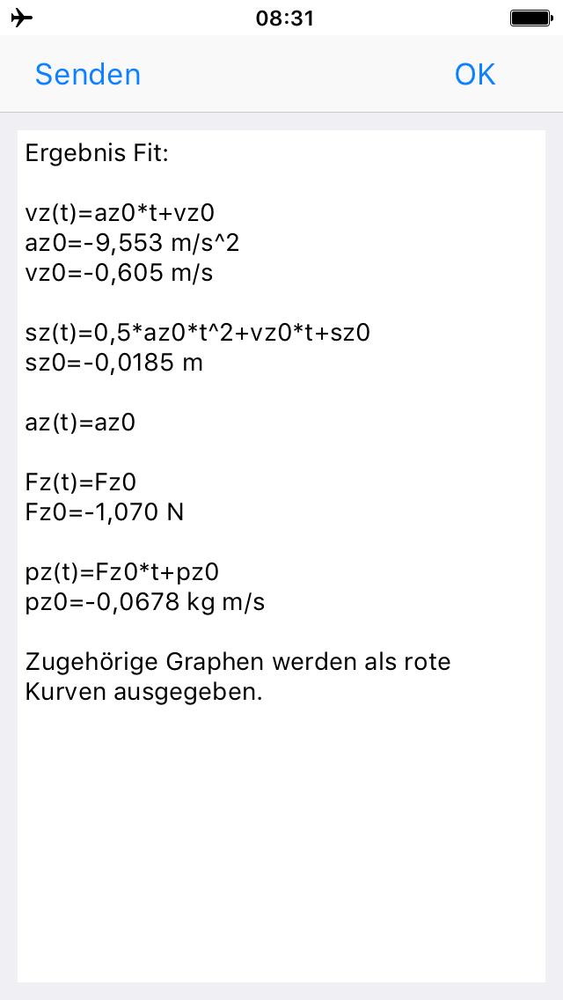 08:31
Senden OK
Ergebnis Fit:
vz(t)=az0*t+vz0
az0=-9,553 m/s^2
vz0=-0,605 m/s
sz(t)=0,5*az0*t^2+vz0*t+sz0
sz0=-0,0185 m
az(t)=az0
Fz(t)=Fz0
Fz0=-1,070 N
pz(t)=Fz0*t+pz0
pz0=-0,0678 kg m/s
Zugehörige Graphen werden als rote
Kurven ausgegeben.